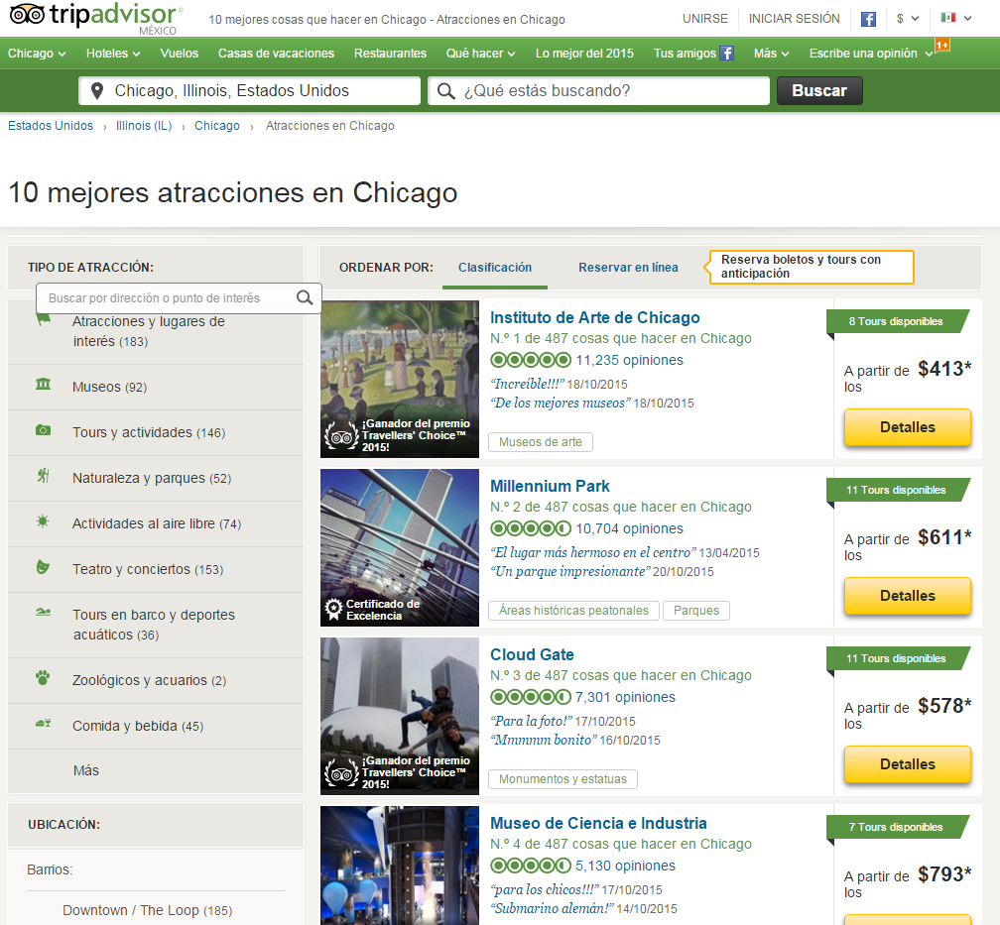 tripadvisor
MÉXICO
10 mejores cosas que hacer en Chicago - Atracciones en Chicago
UNIRSE
INICIAR SESIÓN
f
$
Chicago
Hoteles
Vuelos
Casas de vacaciones
Restaurantes
Qué hacer
Lo mejor del 2015
Tus amigos
f
Más
Escribe una opinión
1+
Chicago, Illinois, Estados Unidos
¿Qué estás buscando?
Buscar
Estados Unidos › Illinois (IL) › Chicago › Atracciones en Chicago
10 mejores atracciones en Chicago
TIPO DE ATRACCIÓN:
Buscar por dirección o punto de interés
Atracciones y lugares de
interés (183)
Museos (92)
Tours y actividades (146)
Naturaleza y parques (52)
Actividades al aire libre (74)
Teatro y conciertos (153)
Tours en barco y deportes
acuáticos (36)
Zoológicos y acuarios (2)
Comida y bebida (45)
Más
UBICACIÓN:
Barrios:
Downtown / The Loop (185)
ORDENAR POR:
Clasificación
Reservar en línea
Reserva boletos y tours con
anticipación
¡Ganador del premio
Travellers' Choice™
2015!
Instituto de Arte de Chicago
N.º 1 de 487 cosas que hacer en Chicago
11,235 opiniones
“Increíble!!!” 18/10/2015
“De los mejores museos” 18/10/2015
Museos de arte
8 Tours disponibles
A partir de $413*
los
Detalles
Certificado de
Excelencia
Millennium Park
N.º 2 de 487 cosas que hacer en Chicago
10,704 opiniones
“El lugar más hermoso en el centro” 13/04/2015
“Un parque impresionante” 20/10/2015
Áreas históricas peatonales
Parques
11 Tours disponibles
A partir de $611*
los
Detalles
¡Ganador del premio
Travellers' Choice™
2015!
Cloud Gate
N.º 3 de 487 cosas que hacer en Chicago
7,301 opiniones
“Para la foto!” 17/10/2015
“Mmmmm bonito” 16/10/2015
Monumentos y estatuas
11 Tours disponibles
A partir de $578*
los
Detalles
Museo de Ciencia e Industria
N.º 4 de 487 cosas que hacer en Chicago
5,130 opiniones
“para los chicos!!!” 17/10/2015
“Submarino alemán!” 14/10/2015
7 Tours disponibles
A partir de $793*
los